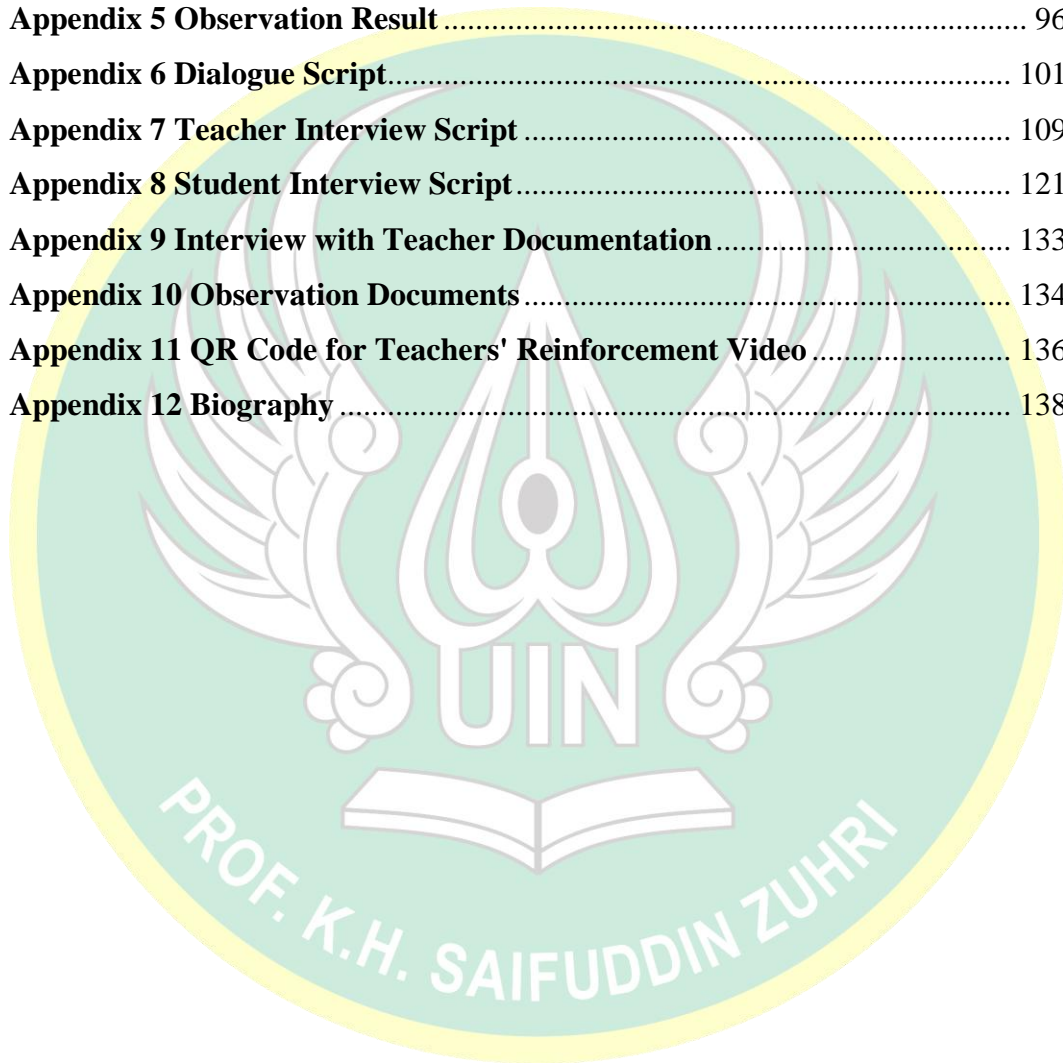 Appendix 5 Observation Result ........................................ 96
Appendix 6 Dialogue Script ........................................ 101
Appendix 7 Teacher Interview Script ........................................ 109
Appendix 8 Student Interview Script ........................................ 121
Appendix 9 Interview with Teacher Documentation ........................................ 133
Appendix 10 Observation Documents ........................................ 134
Appendix 11 QR Code for Teachers' Reinforcement Video ........................................ 136
Appendix 12 Biography ........................................ 138
UIN
PROF. K.H. SAIFUDDIN ZUHRI